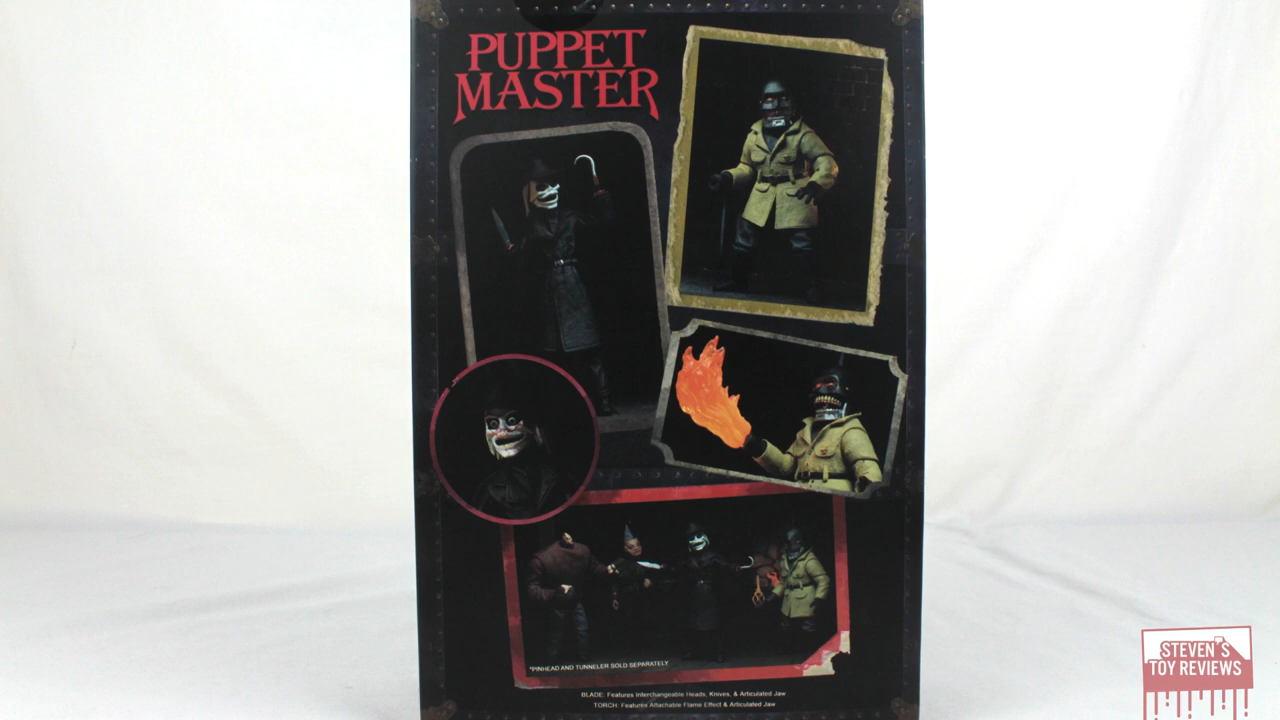 PUPPET
MASTER
*PINHEAD AND TUNNELER SOLD SEPARATELY
BLADE: Features Interchangeable Heads, Knives, & Articulated Jaw
TORCH: Features Attachable Flame Effect & Articulated Jaw
STEVEN'S
TOY REVIEWS